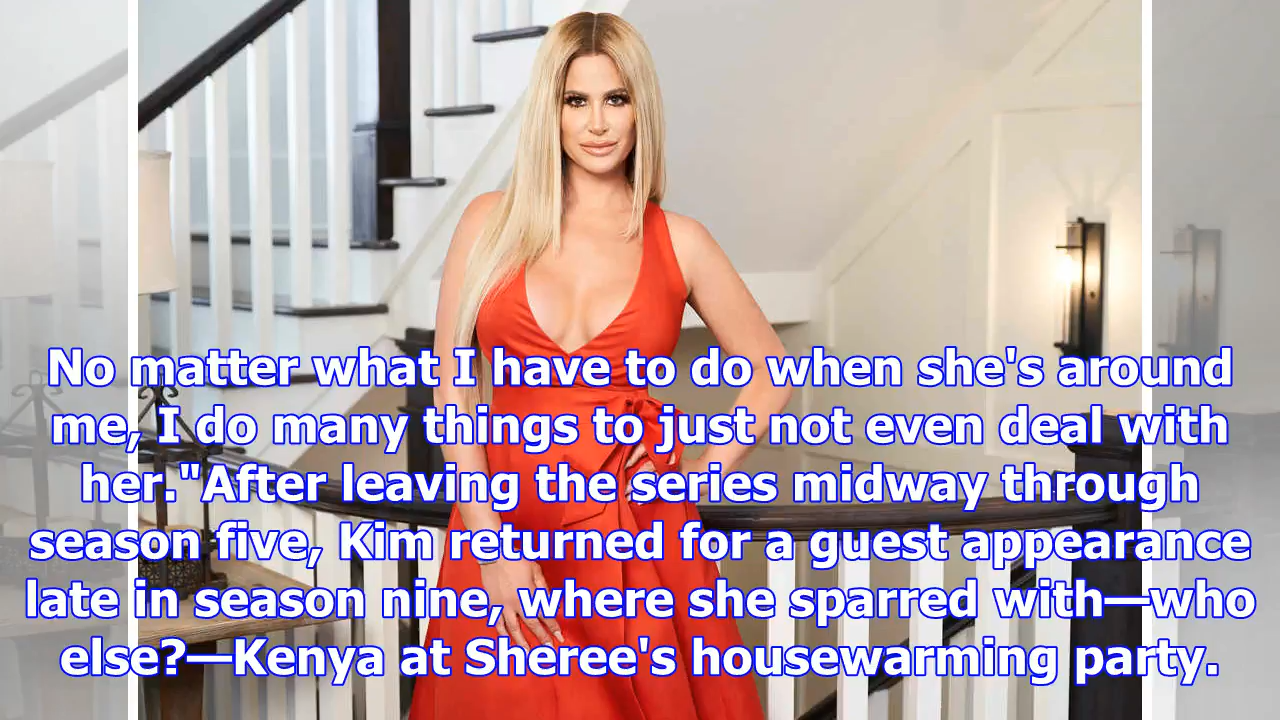 No matter what I have to do when she's around
me, I do many things to just not even deal with
her."After leaving the series midway through
season five, Kim returned for a guest appearance
late in season nine, where she sparred with—who
else?—Kenya at Sheree's housewarming party.